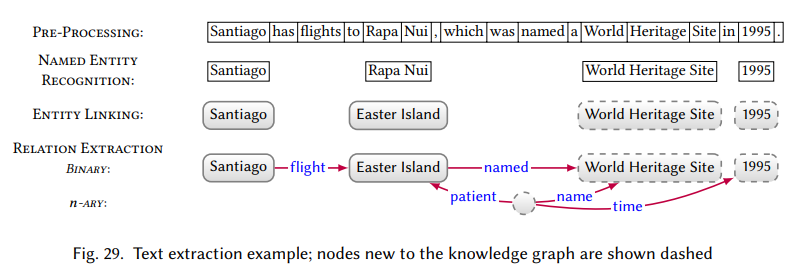 PRE-PROCESSING: Santiago has flights to Rapa Nui , which was named a World Heritage Site in 1995 .
NAMED ENTITY
RECOGNITION: Santiago Rapa Nui World Heritage Site 1995
ENTITY LINKING: Santiago Easter Island World Heritage Site 1995
RELATION EXTRACTION
BINARY: Santiago flight Easter Island named World Heritage Site 1995
n-ARY: patient name time
Fig. 29. Text extraction example; nodes new to the knowledge graph are shown dashed